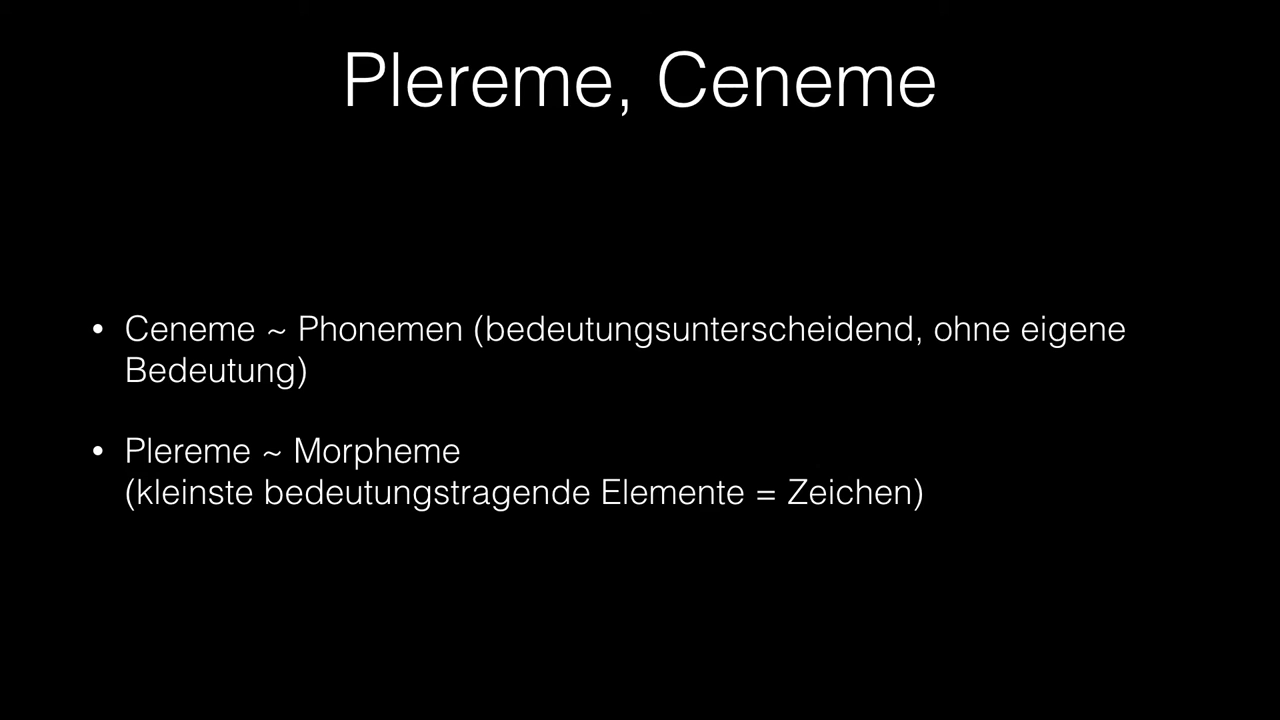 Plereme, Ceneme
• Ceneme ~ Phonemen (bedeutungsunterscheidend, ohne eigene
Bedeutung)
• Plereme ~ Morpheme
(kleinste bedeutungstragende Elemente = Zeichen)